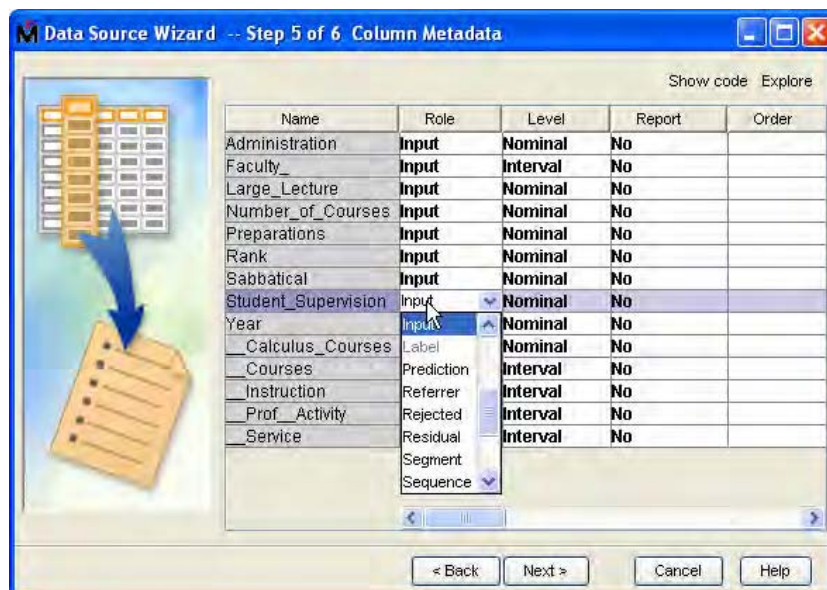 Data Source Wizard -- Step 5 of 6 Column Metadata
Show code Explore
Name Role Level Report Order
Administration Input Nominal No
Faculty_ Input Interval No
Large_Lecture Input Nominal No
Number_of_Courses Input Nominal No
Preparations Input Nominal No
Rank Input Nominal No
Sabbatical Input Nominal No
Student_Supervision Input Nominal No
Year Input Nominal No
__Calculus_Courses Label Nominal No
__Courses Prediction Interval No
__Instruction Referrer Interval No
__Prof__Activity Rejected Interval No
__Service Residual Interval No
Segment
Sequence
< Back Next > Cancel Help